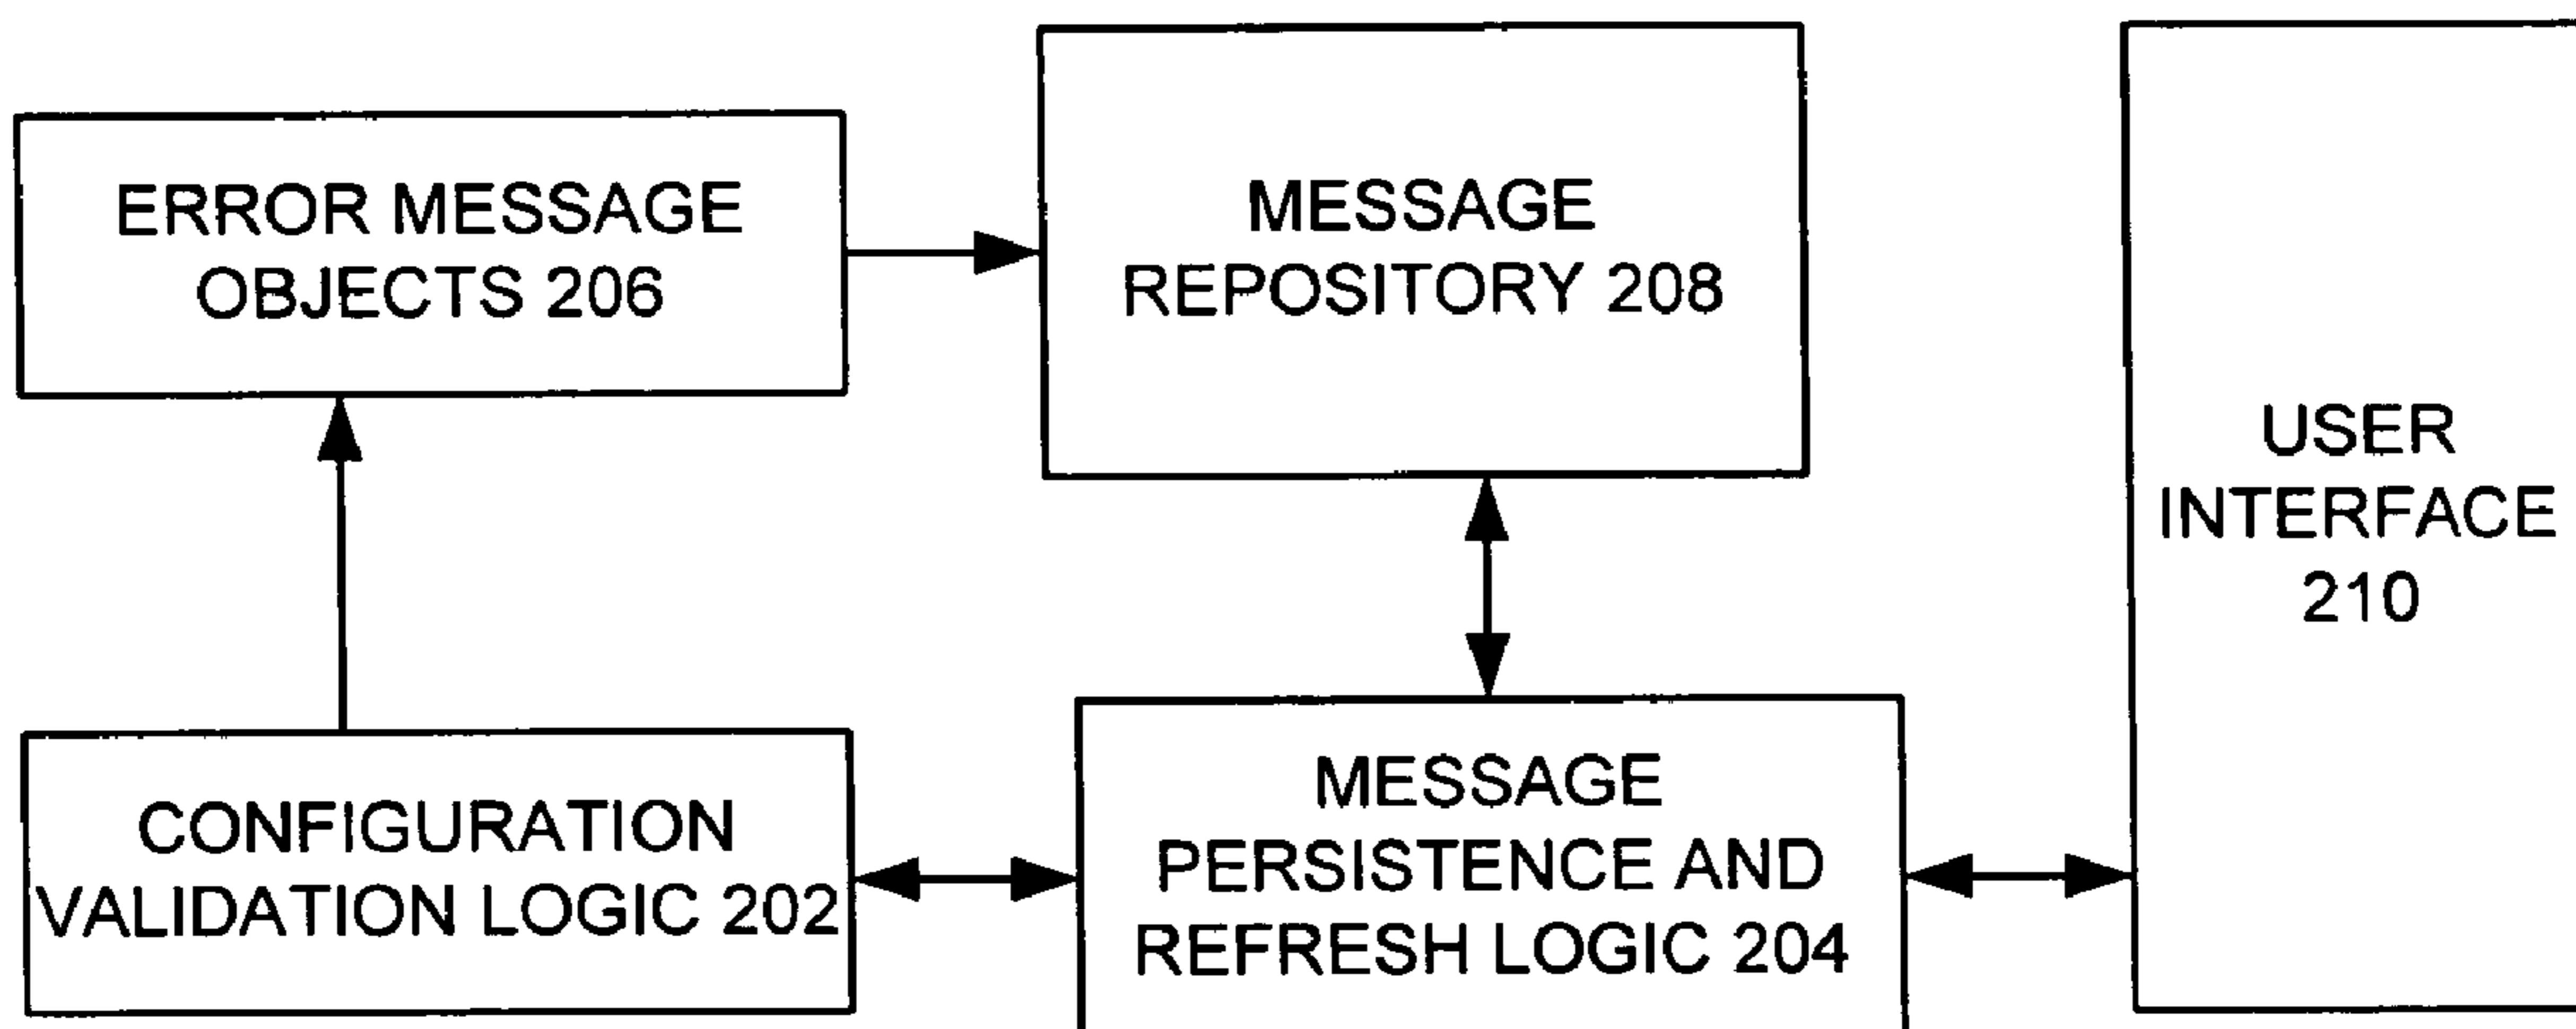 ERROR MESSAGE
OBJECTS 206
MESSAGE
REPOSITORY 208
USER
INTERFACE
210
CONFIGURATION
VALIDATION LOGIC 202
MESSAGE
PERSISTENCE AND
REFRESH LOGIC 204